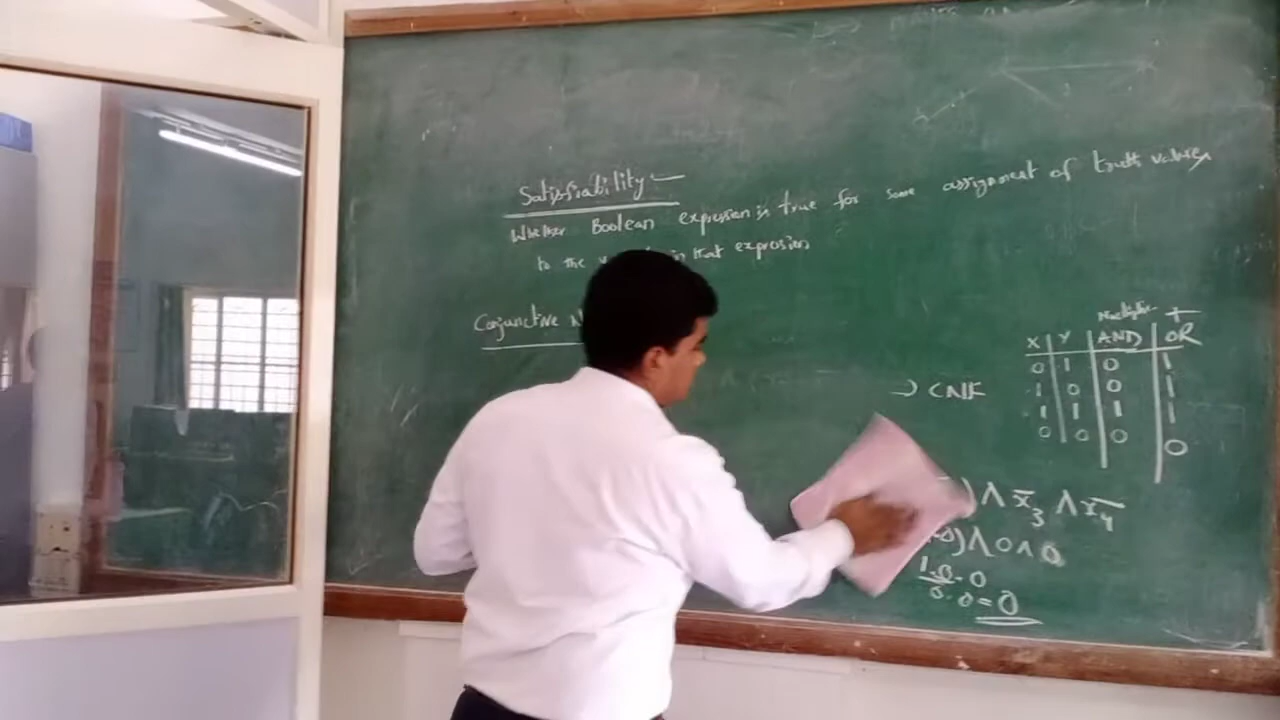 Satisfiability
Whether Boolean expression is true for some assignment of truth values
to the in that expression
Conjunctive
→ CNF
Multiplic +
X Y AND OR
0 1 0 1
1 0 0 1
1 1 1 1
0 0 0 0
) ∧ x̄3 ∧ x̄4
) ∧ 0 ∧ 0
1.0.0
0.0=0